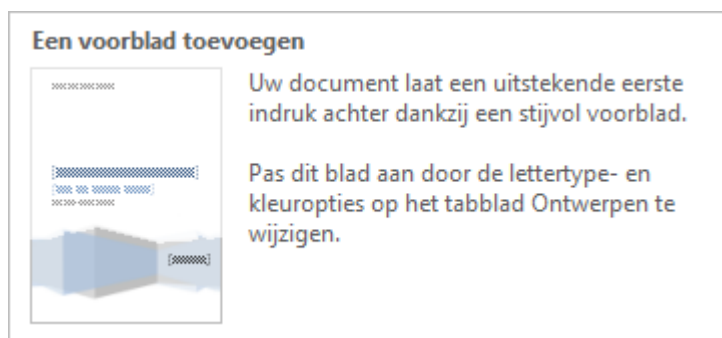 Een voorblad toevoegen
Uw document laat een uitstekende eerste
indruk achter dankzij een stijvol voorblad.
Pas dit blad aan door de lettertype- en
kleuropties op het tabblad Ontwerpen te
wijzigen.